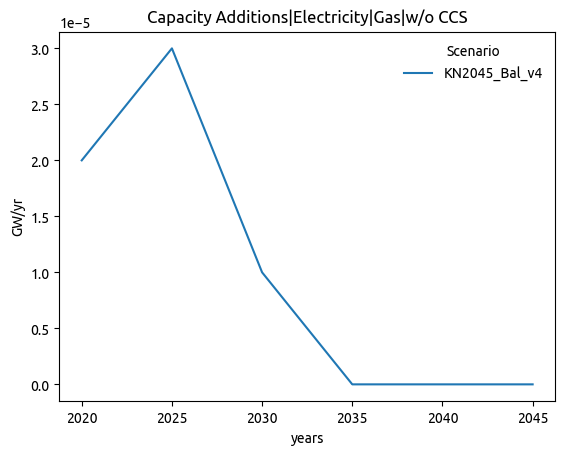 Capacity Additions|Electricity|Gas|w/o CCS
1e−5
3.0
2.5
2.0
1.5
1.0
0.5
0.0
GW/yr
Scenario
KN2045_Bal_v4
2020 2025 2030 2035 2040 2045
years